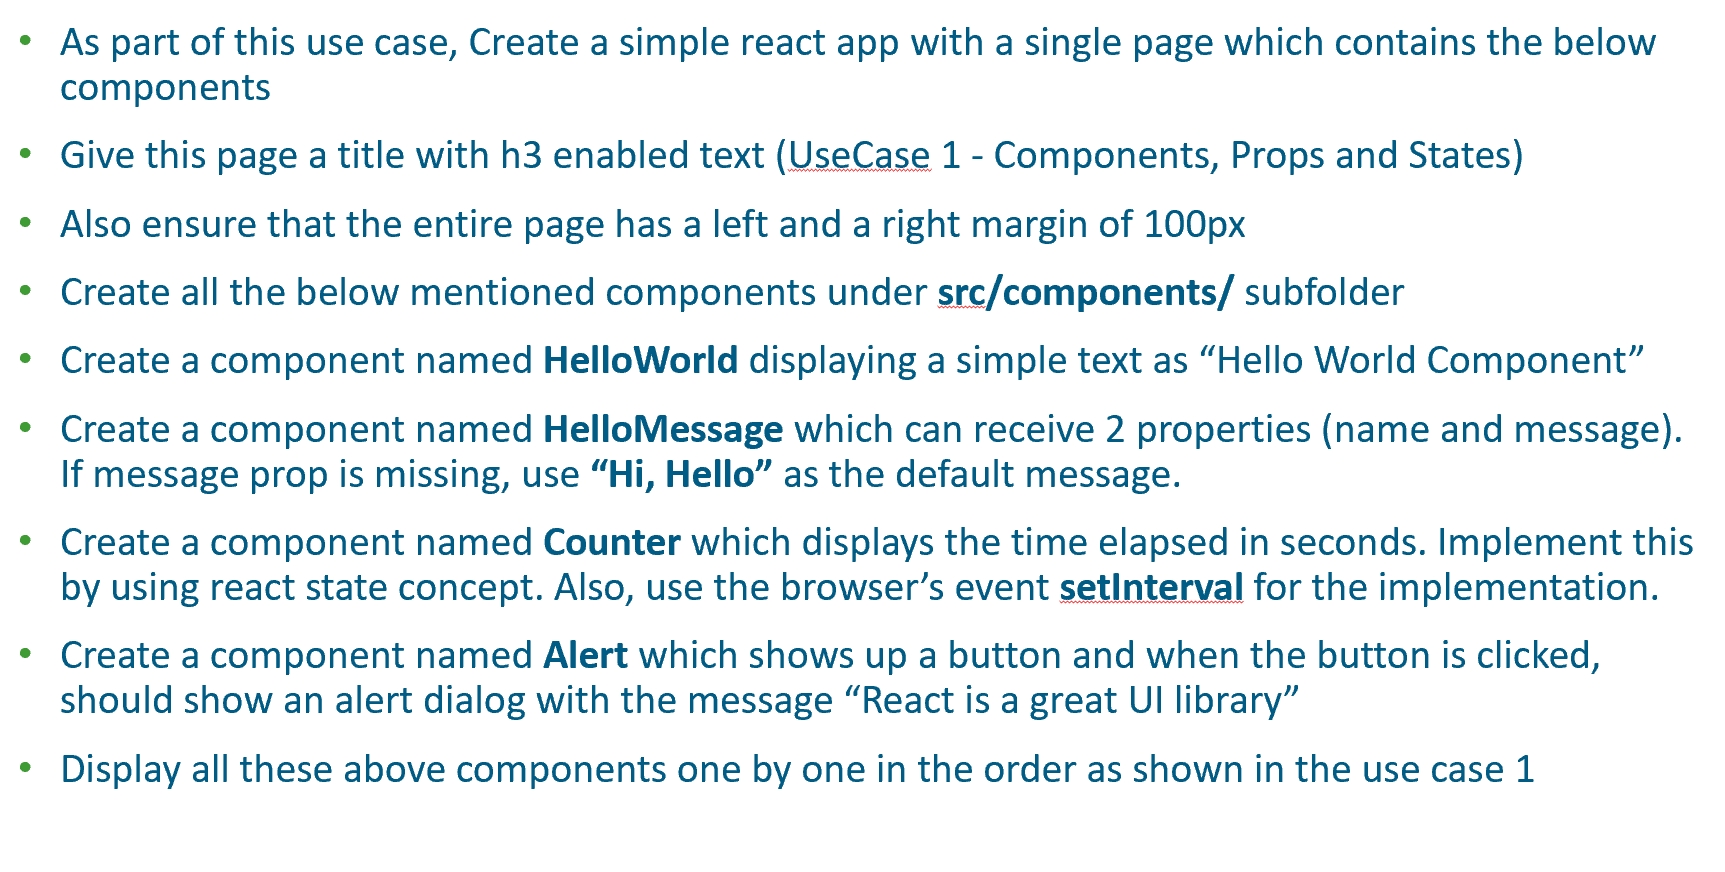 • As part of this use case, Create a simple react app with a single page which contains the below
components
• Give this page a title with h3 enabled text (UseCase 1 - Components, Props and States)
• Also ensure that the entire page has a left and a right margin of 100px
• Create all the below mentioned components under src/components/ subfolder
• Create a component named HelloWorld displaying a simple text as “Hello World Component”
• Create a component named HelloMessage which can receive 2 properties (name and message).
If message prop is missing, use “Hi, Hello” as the default message.
• Create a component named Counter which displays the time elapsed in seconds. Implement this
by using react state concept. Also, use the browser’s event setInterval for the implementation.
• Create a component named Alert which shows up a button and when the button is clicked,
should show an alert dialog with the message “React is a great UI library”
• Display all these above components one by one in the order as shown in the use case 1